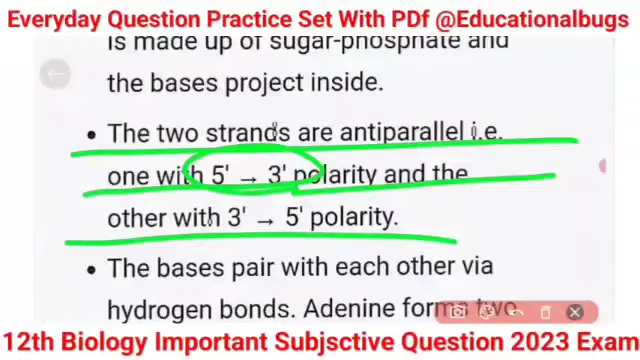 Everyday Question Practice Set With PDf @Educationalbugs
is made up of sugar-phosphate and
the bases project inside.
• The two strands are antiparallel i.e.
one with 5' → 3' polarity and the
other with 3' → 5' polarity.
• The bases pair with each other via
hydrogen bonds. Adenine forms two
12th Biology Important Subjsctive Question 2023 Exam